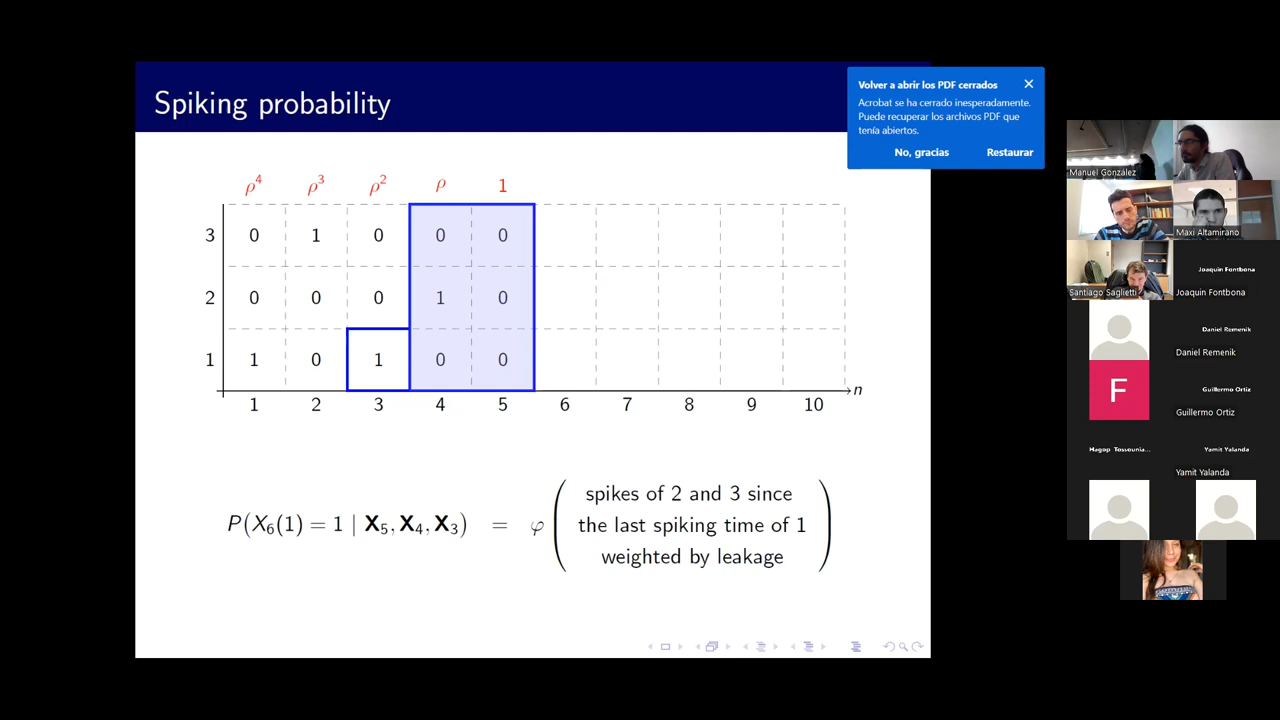 Spiking probability
Volver a abrir los PDF cerrados
Acrobat se ha cerrado inesperadamente.
Puede recuperar los archivos PDF que
tenía abiertos.
No, gracias Restaurar
ρ⁴ ρ³ ρ² ρ 1
3 0 1 0 0 0
2 0 0 0 1 0
1 1 0 1 0 0
n
1 2 3 4 5 6 7 8 9 10
spikes of 2 and 3 since
P(X₆(1) = 1 | X₅, X₄, X₃) = φ ( the last spiking time of 1 )
weighted by leakage
Manuel González
Maxi Altamirano
Santiago Saglietti
Joaquin Fontbona
Joaquin Fontbona
Daniel Remenik
Daniel Remenik
F
Guillermo Ortiz
Guillermo Ortiz
Hagop Tossounia...
Yamit Yalanda
Yamit Yalanda